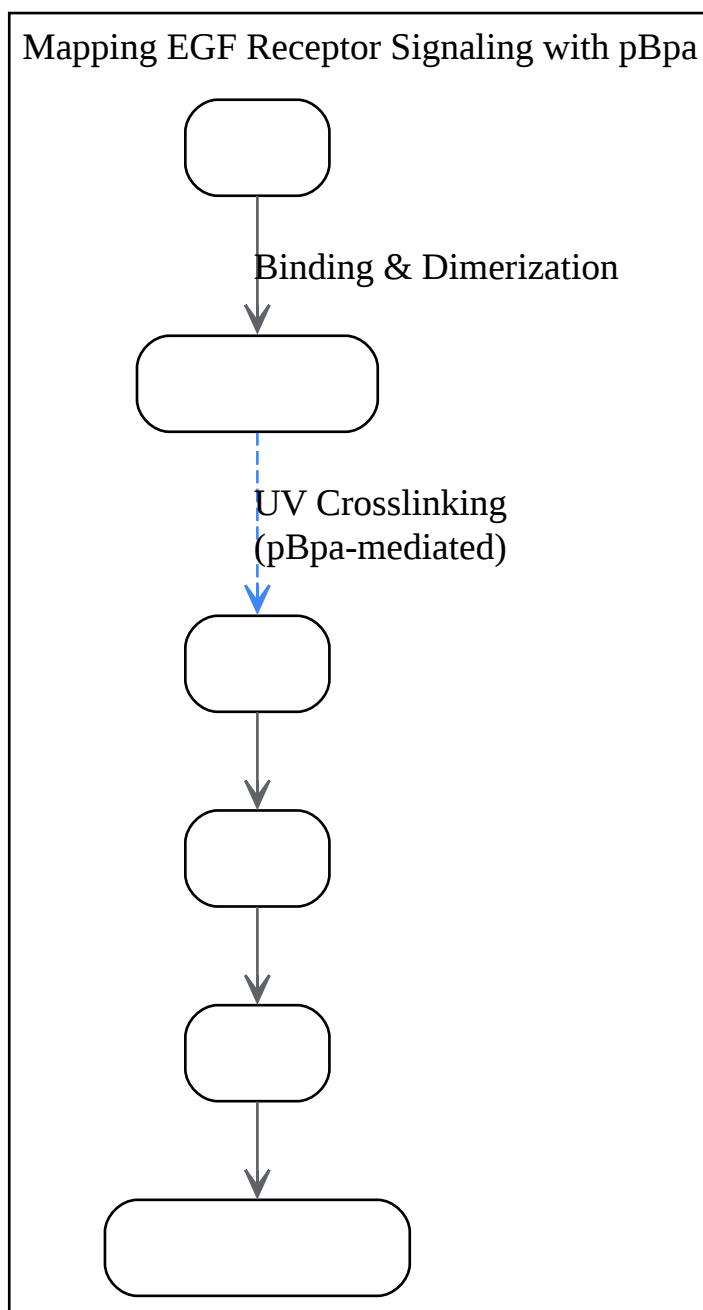 Mapping EGF Receptor Signaling with pBpa
Binding & Dimerization
UV Crosslinking
(pBpa-mediated)